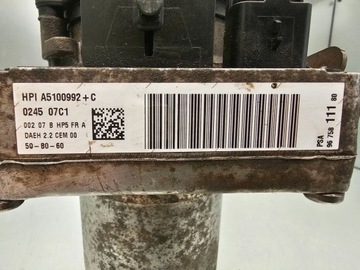 HPI A5100992+C
0245 07C1
002 07 B HP5 FR A
DAEH 2 2 CEM 00
50-80-60
PSA
96 758 111 80